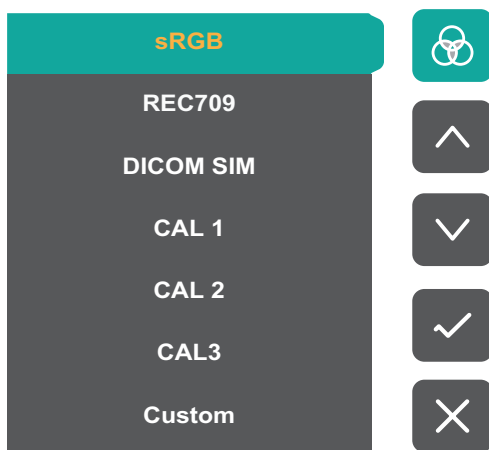 sRGB
REC709
DICOM SIM
CAL 1
CAL 2
CAL3
Custom